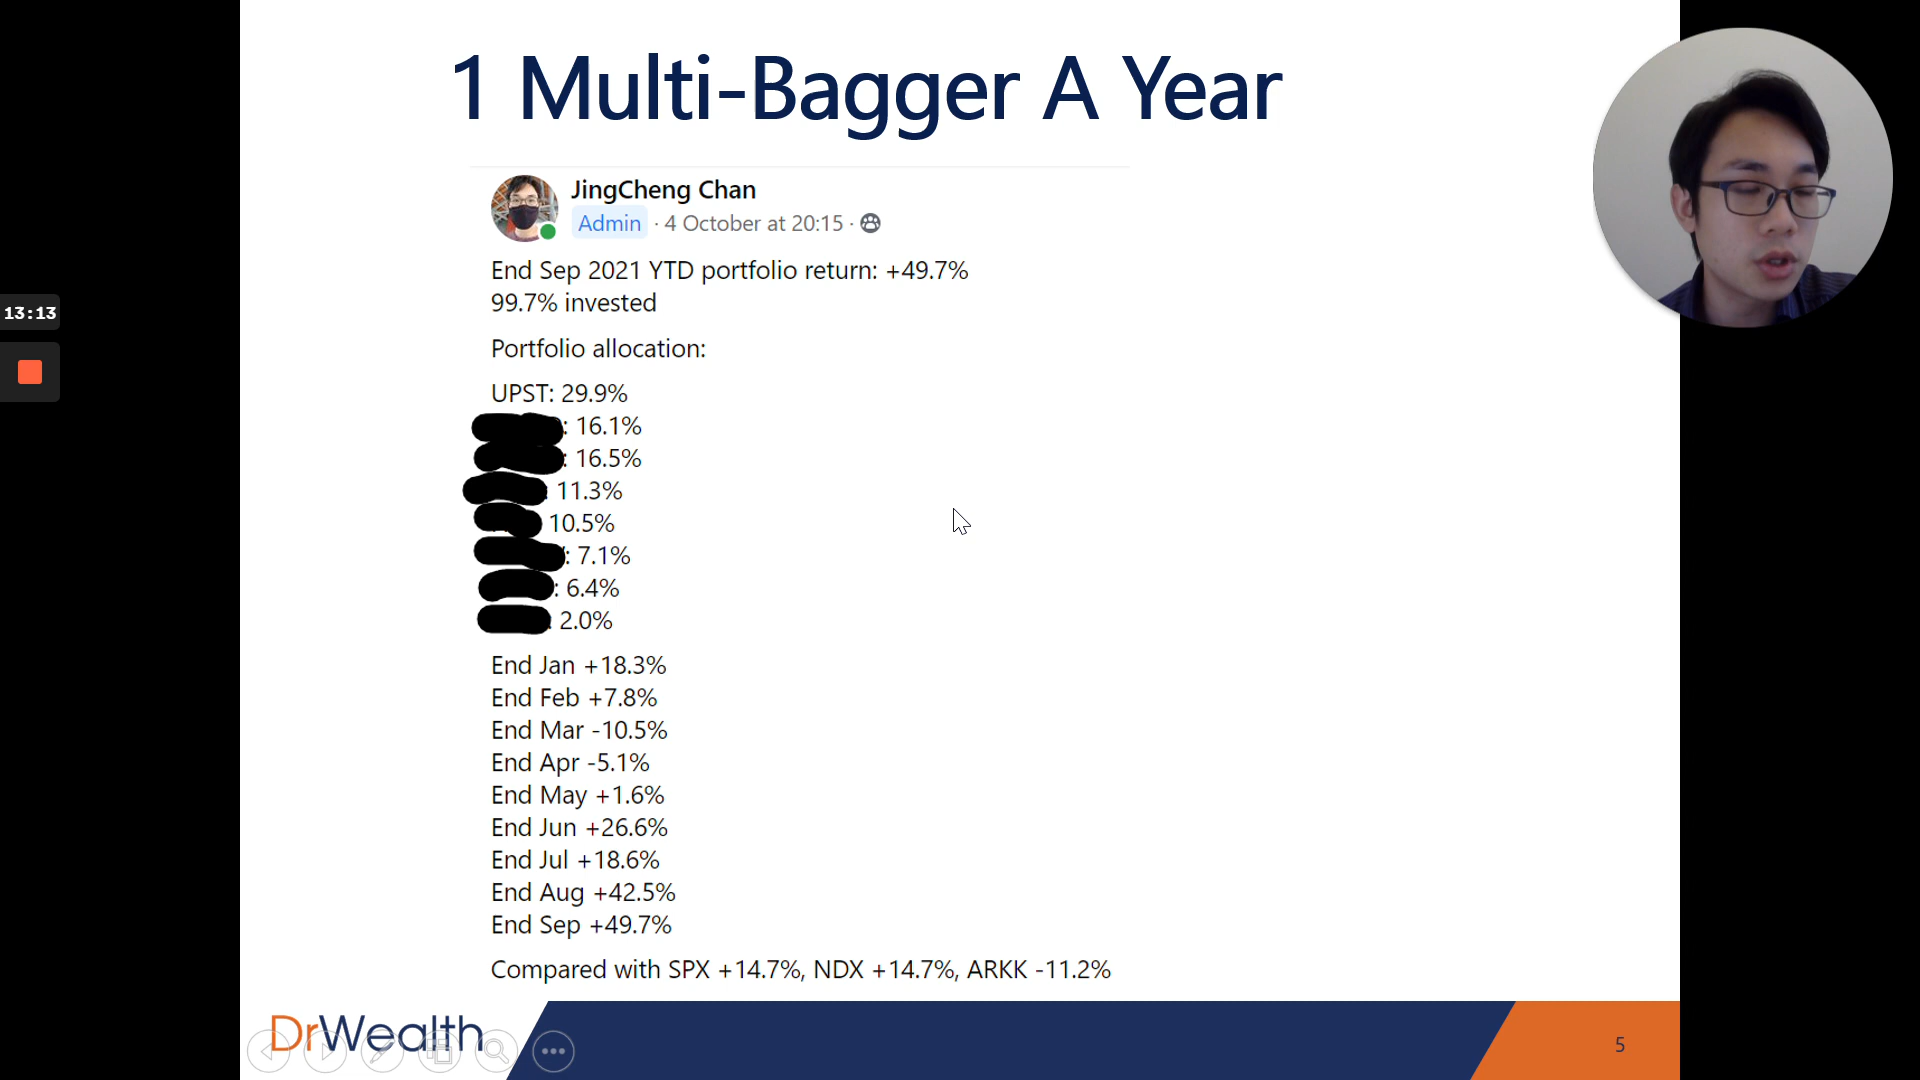 1 Multi-Bagger A Year
JingCheng Chan
Admin · 4 October at 20:15 ·
End Sep 2021 YTD portfolio return: +49.7%
99.7% invested
Portfolio allocation:
UPST: 29.9%
: 16.1%
: 16.5%
: 11.3%
10.5%
: 7.1%
: 6.4%
: 2.0%
End Jan +18.3%
End Feb +7.8%
End Mar -10.5%
End Apr -5.1%
End May +1.6%
End Jun +26.6%
End Jul +18.6%
End Aug +42.5%
End Sep +49.7%
Compared with SPX +14.7%, NDX +14.7%, ARKK -11.2%
13:13
DrWealth
5